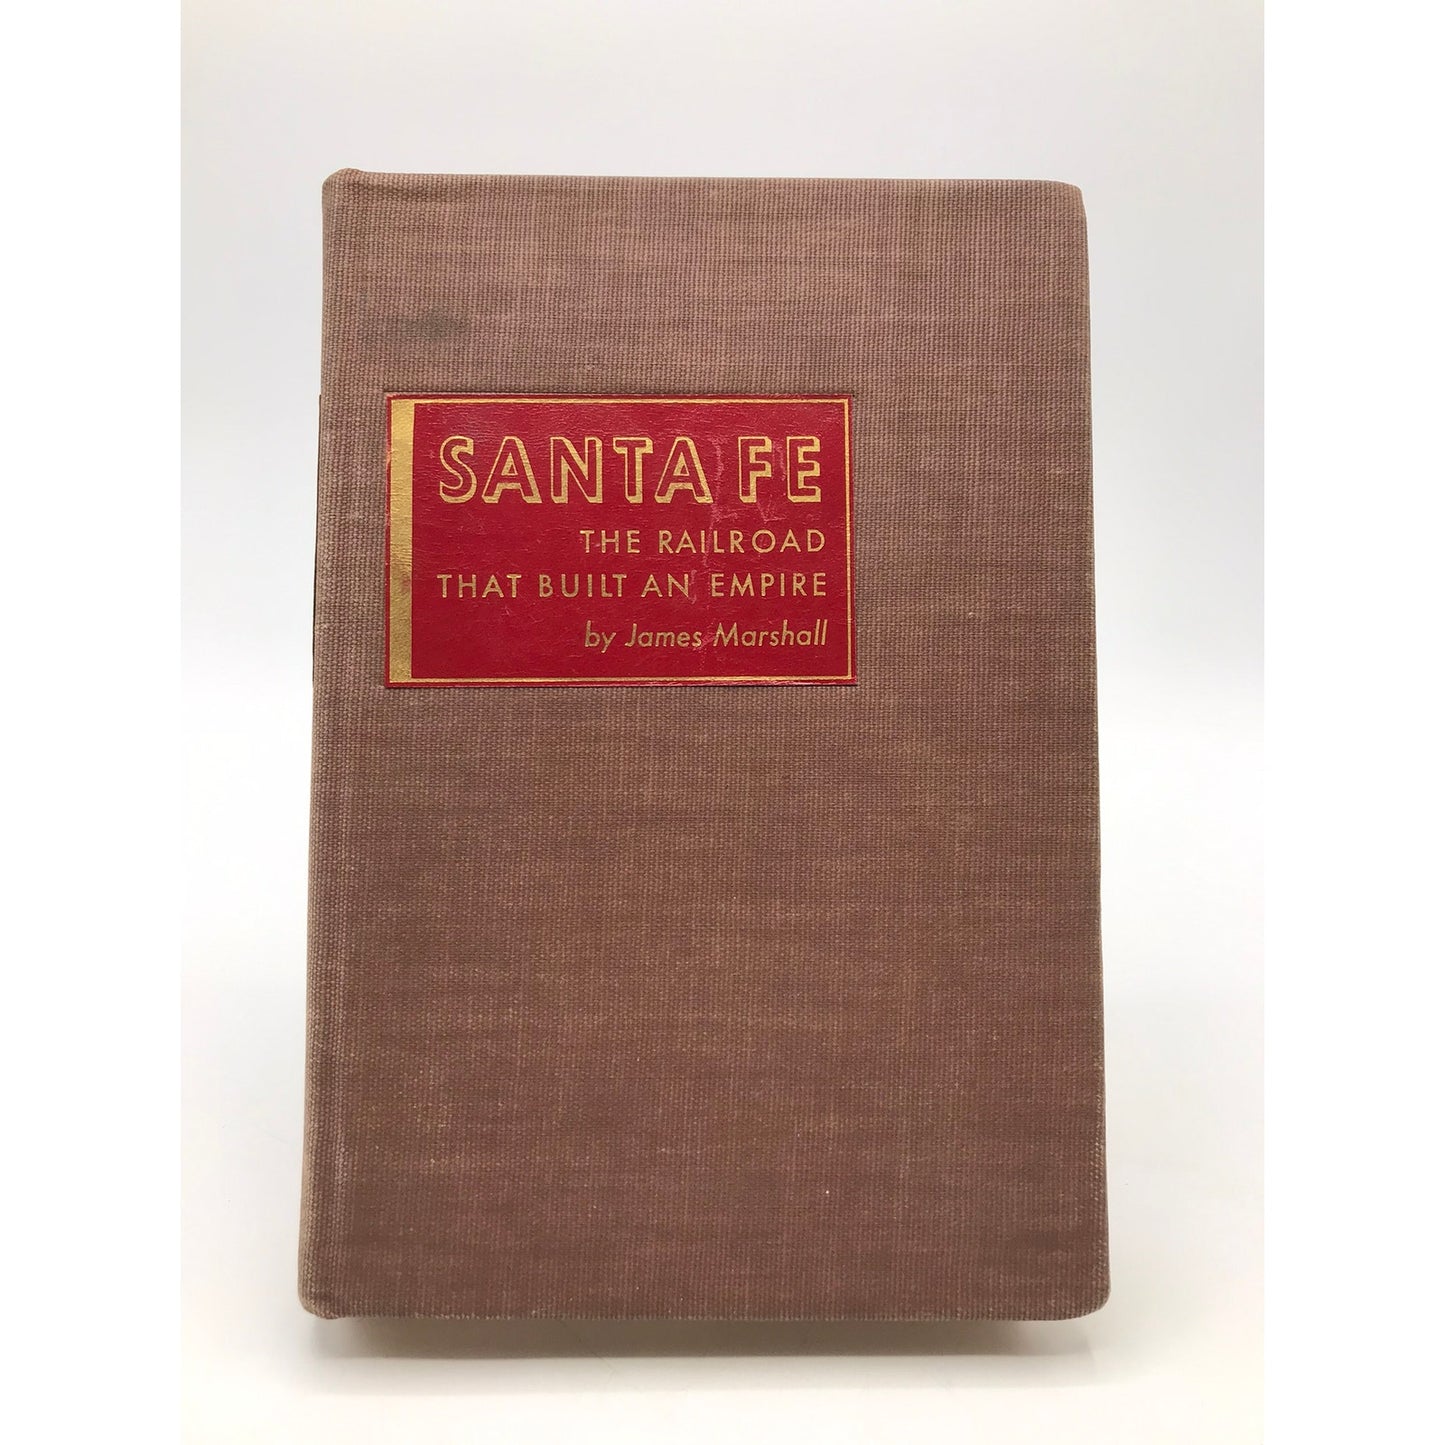 SANTA FE
THE RAILROAD
THAT BUILT AN EMPIRE
by James Marshall